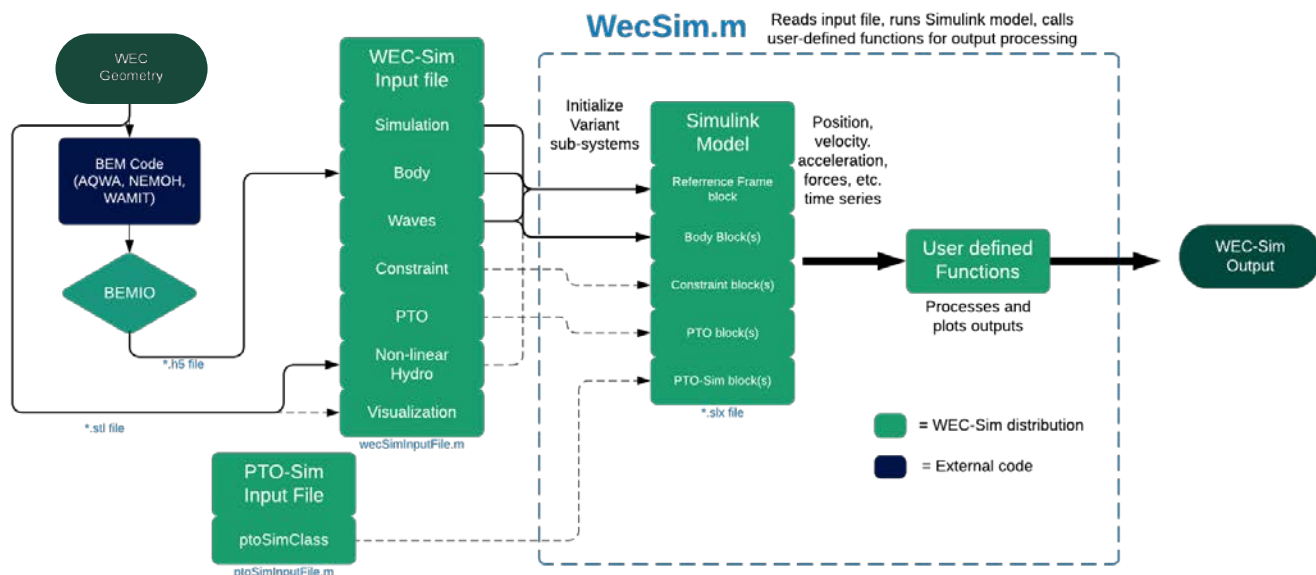 WecSim.m
Reads input file, runs Simulink model, calls
user-defined functions for output processing
WEC
Geometry
BEM Code
(AQWA, NEMOH,
WAMIT)
BEMIO
*.h5 file
*.stl file
WEC-Sim
Input file
Simulation
Body
Waves
Constraint
PTO
Non-linear
Hydro
Visualization
wecSimInputFile.m
PTO-Sim
Input File
ptoSimClass
ptoSimInputFile.m
Initialize
Variant
sub-systems
Simulink
Model
Referrence Frame
block
Body Block(s)
Constraint block(s)
PTO block(s)
PTO-Sim block(s)
*.slx file
Position,
velocity.
acceleration,
forces, etc.
time series
User defined
Functions
Processes and
plots outputs
WEC-Sim
Output
= WEC-Sim distribution
= External code